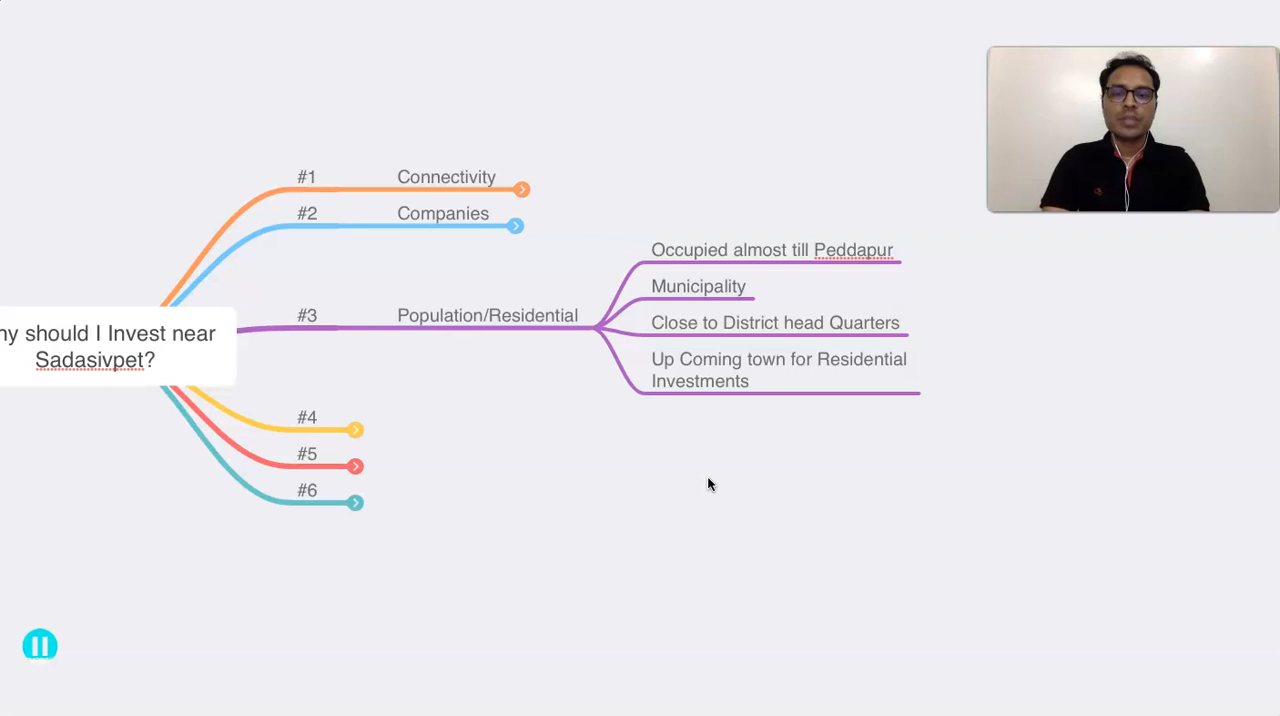 #1 Connectivity
#2 Companies
Occupied almost till Peddapur
Municipality
#3 Population/Residential
Close to District head Quarters
Up Coming town for Residential
Investments
hy should I Invest near
Sadasivpet?
#4
#5
#6